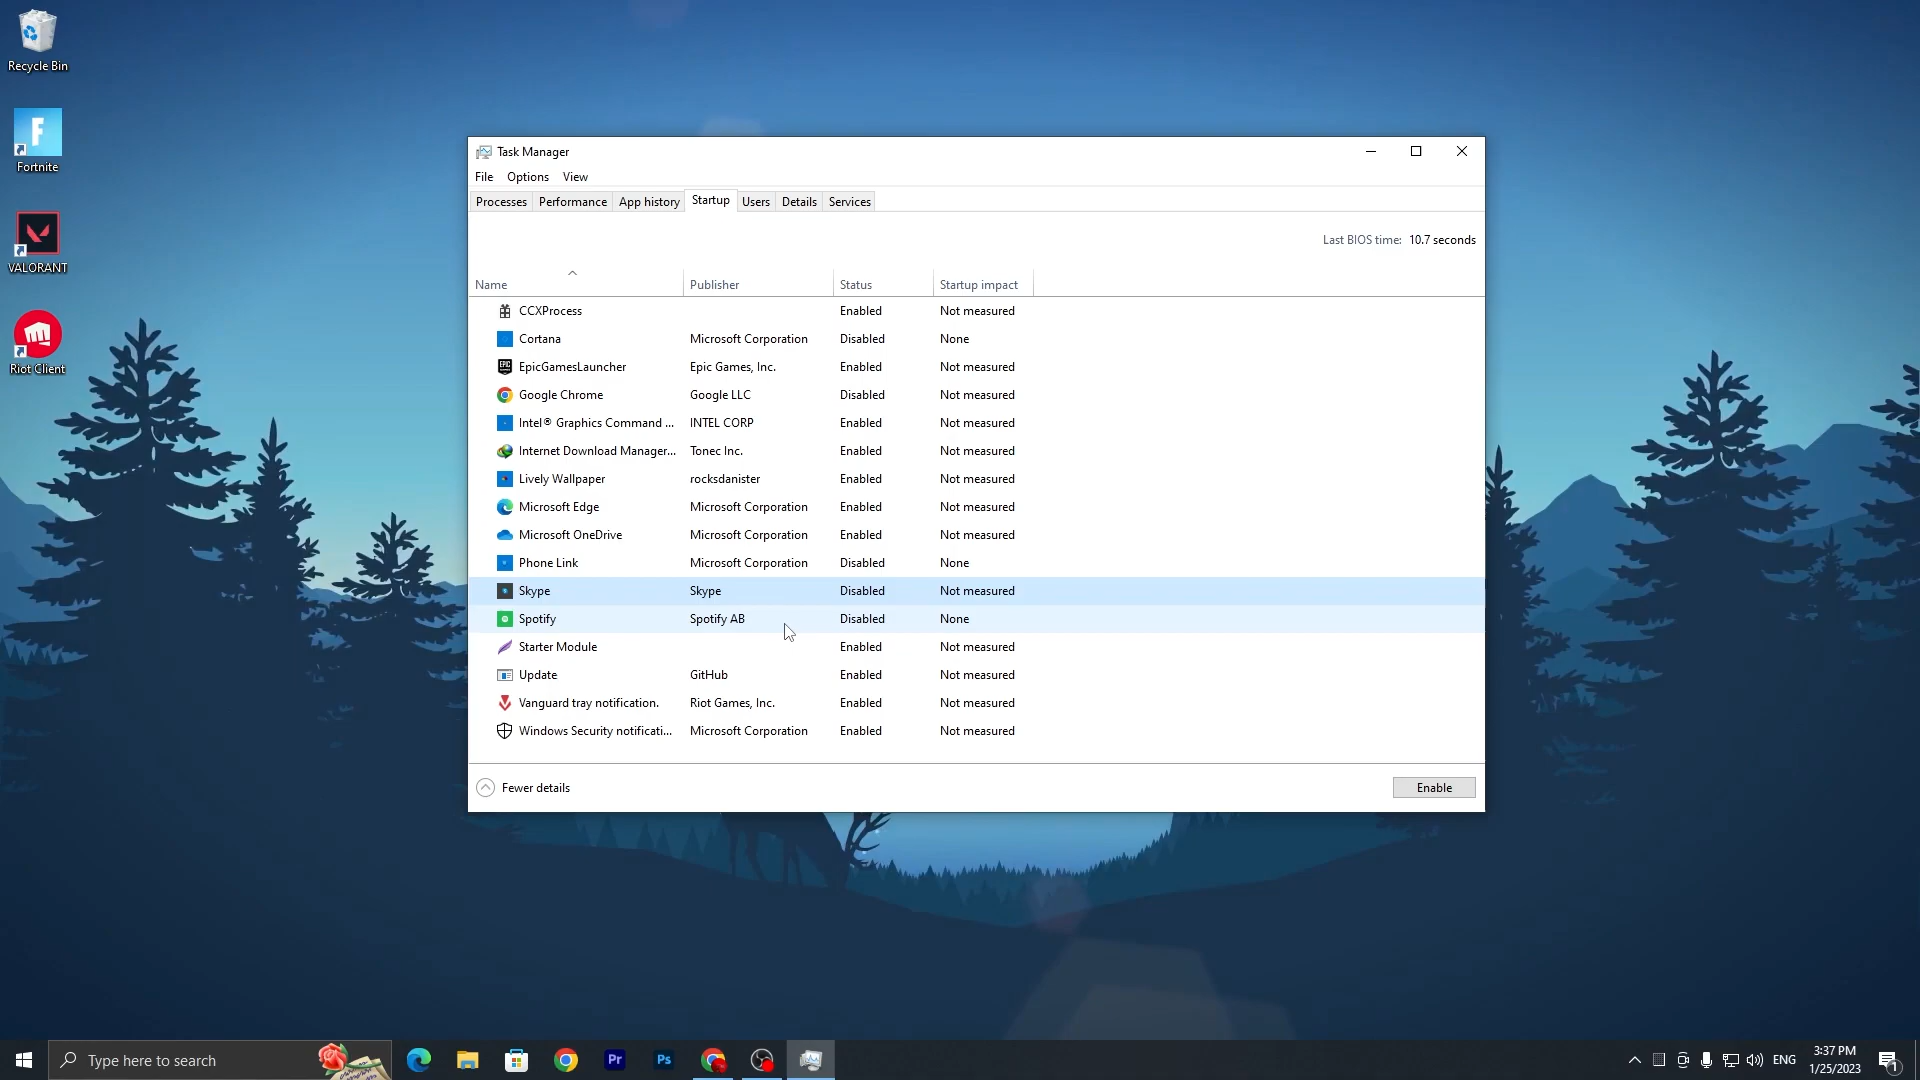 Recycle Bin
Fortnite
VALORANT
Riot Client
Task Manager
File Options View
Processes Performance App history Startup Users Details Services
Last BIOS time: 10.7 seconds
Name Publisher Status Startup impact
CCXProcess Enabled Not measured
Cortana Microsoft Corporation Disabled None
EpicGamesLauncher Epic Games, Inc. Enabled Not measured
Google Chrome Google LLC Disabled Not measured
Intel® Graphics Command ... INTEL CORP Enabled Not measured
Internet Download Manager... Tonec Inc. Enabled Not measured
Lively Wallpaper rocksdanister Enabled Not measured
Microsoft Edge Microsoft Corporation Enabled Not measured
Microsoft OneDrive Microsoft Corporation Enabled Not measured
Phone Link Microsoft Corporation Disabled None
Skype Skype Disabled Not measured
Spotify Spotify AB Disabled None
Starter Module Enabled Not measured
Update GitHub Enabled Not measured
Vanguard tray notification. Riot Games, Inc. Enabled Not measured
Windows Security notificati... Microsoft Corporation Enabled Not measured
Fewer details Enable
Type here to search Pr Ps ENG 3:37 PM
1/25/2023 1